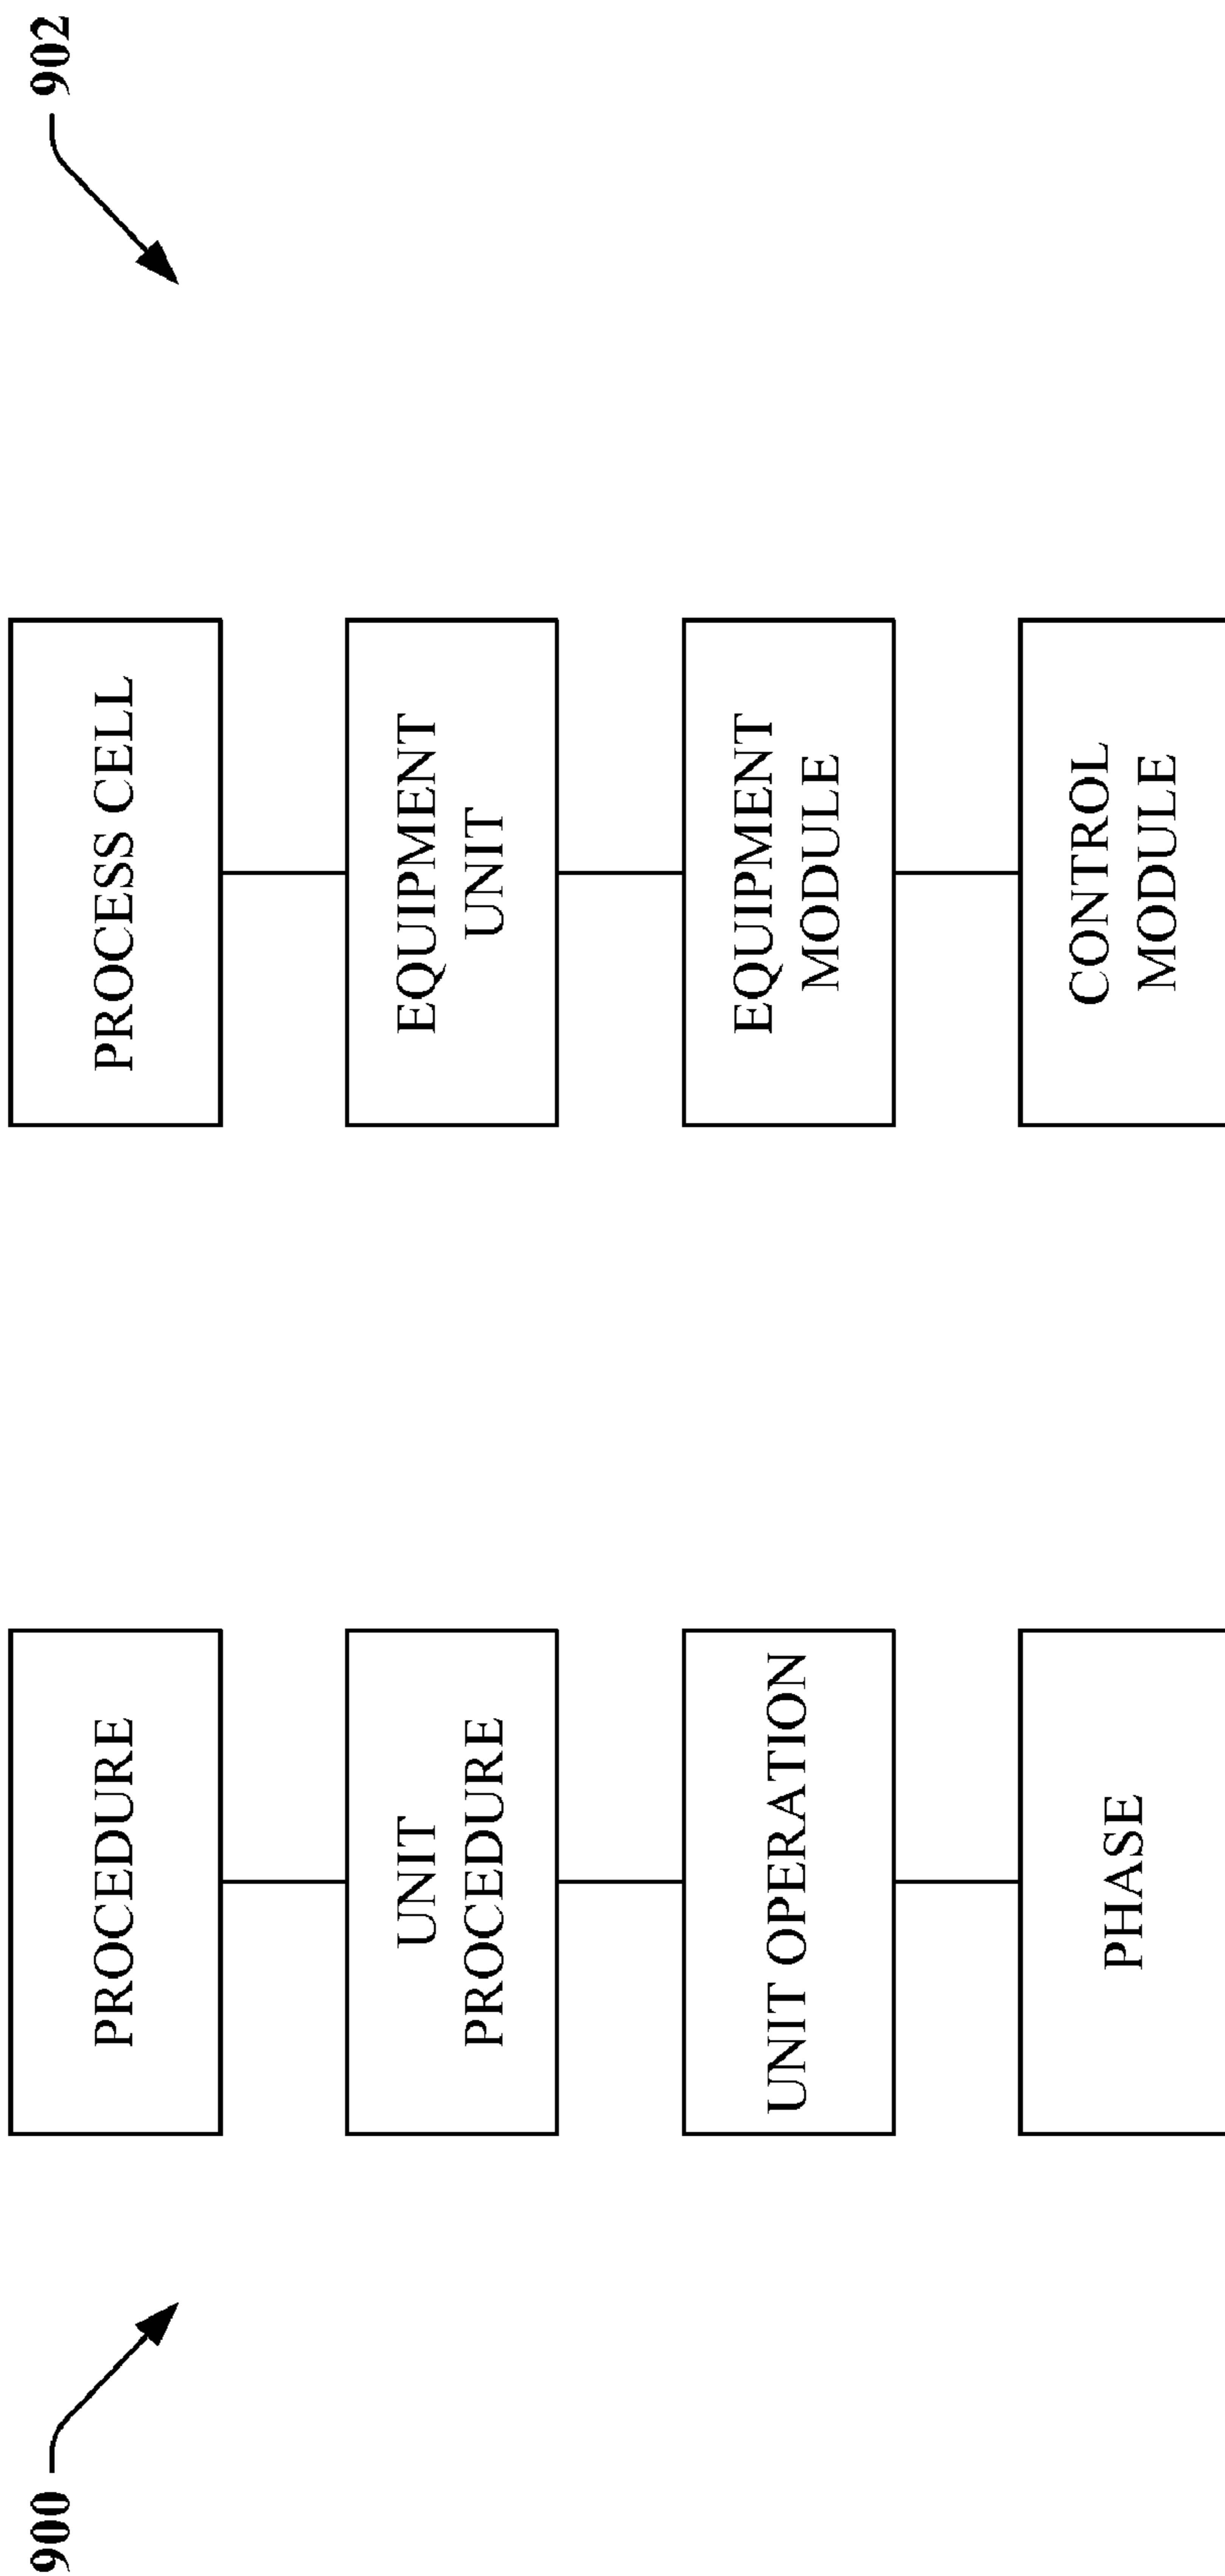 900
902
PROCEDURE
UNIT
PROCEDURE
UNIT OPERATION
PHASE
PROCESS CELL
EQUIPMENT
UNIT
EQUIPMENT
MODULE
CONTROL
MODULE